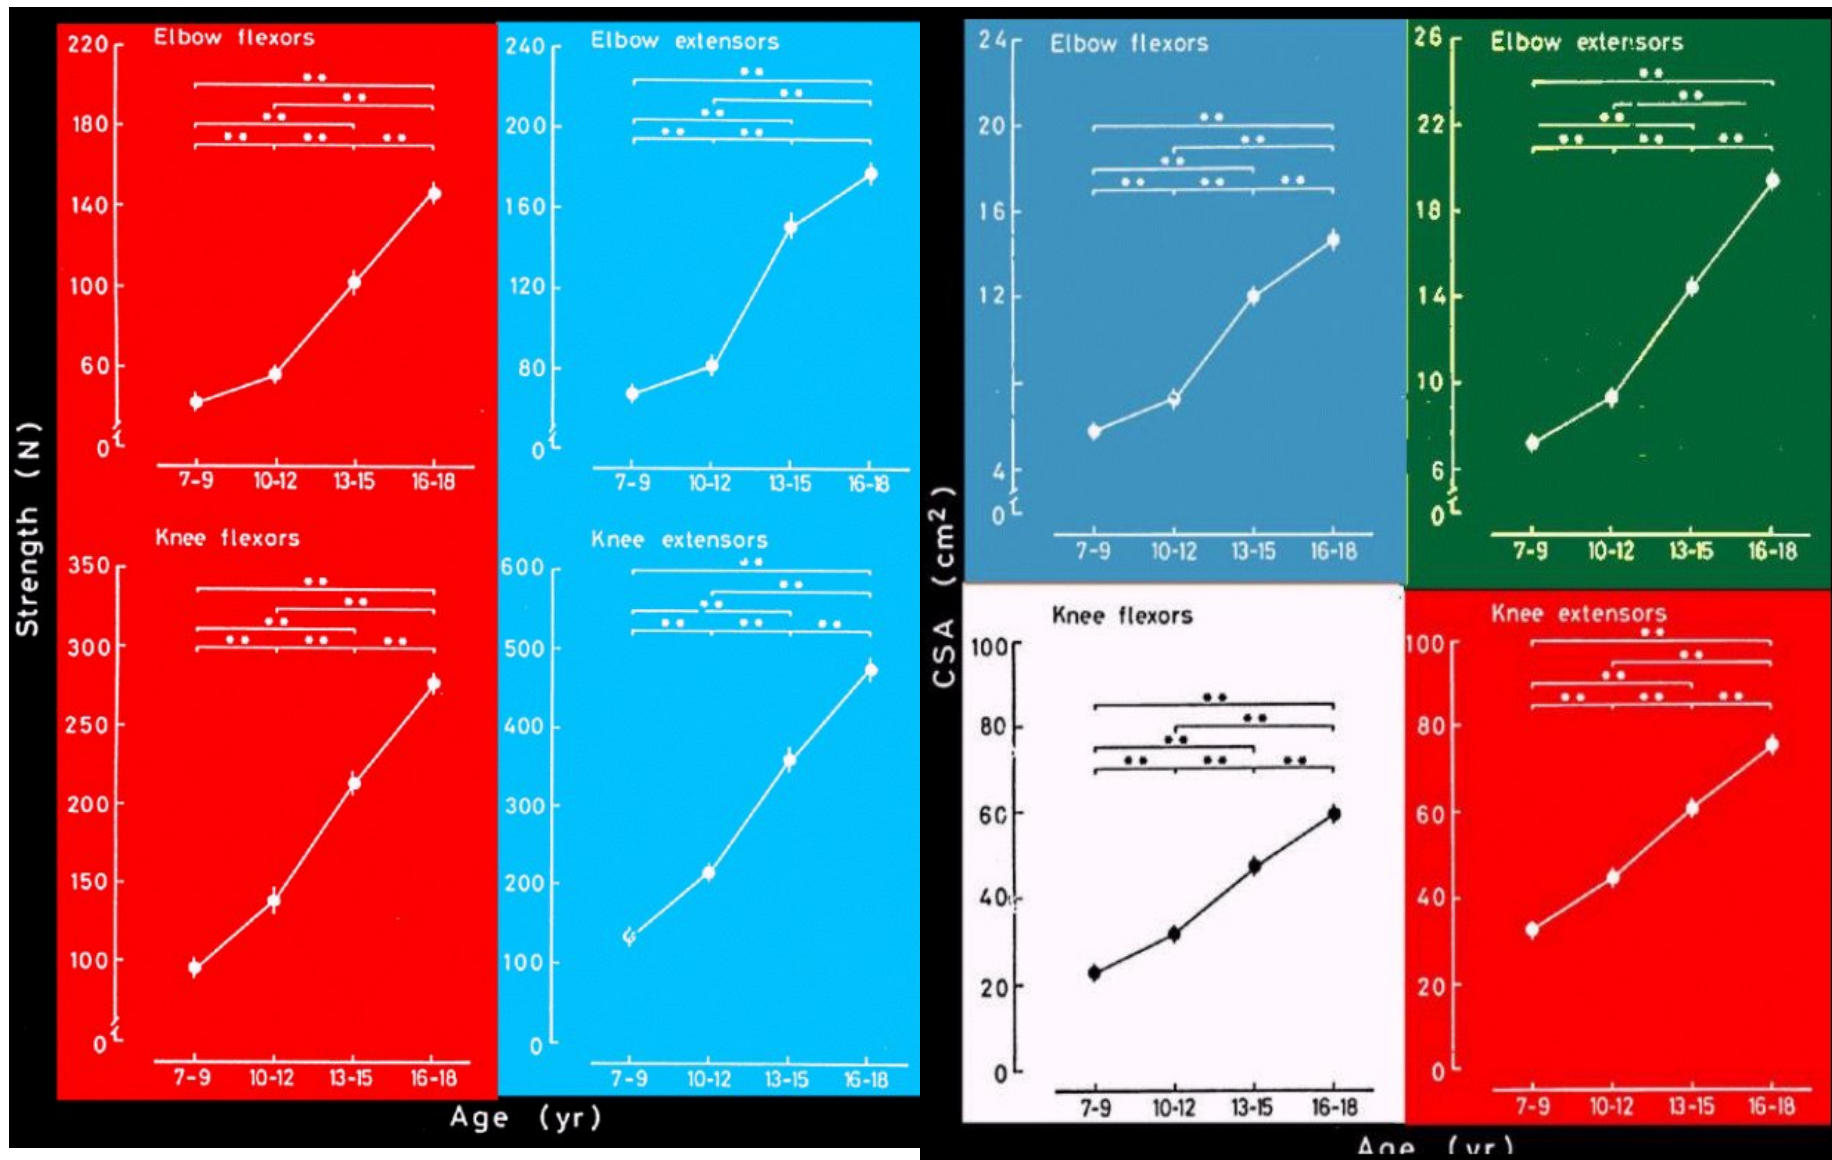 Strength (N)
Elbow flexors
220
180
140
100
60
0
**
**
**
** ** **
7-9 10-12 13-15 16-18
Elbow extensors
240
200
160
120
80
0
**
**
**
** **
7-9 10-12 13-15 16-18
Knee flexors
350
300
250
200
150
100
0
**
**
**
** ** **
7-9 10-12 13-15 16-18
Knee extensors
600
500
400
300
200
100
0
**
**
**
** ** **
7-9 10-12 13-15 16-18
Age (yr)
CSA (cm²)
Elbow flexors
24
20
16
12
4
0
**
**
**
** ** **
7-9 10-12 13-15 16-18
Elbow extensors
26
22
18
14
10
6
0
**
**
**
** ** **
7-9 10-12 13-15 16-18
Knee flexors
100
80
60
40
20
0
**
**
**
** ** **
7-9 10-12 13-15 16-18
Knee extensors
100
80
60
40
20
0
**
**
**
** ** **
7-9 10-12 13-15 16-18
Age (yr)